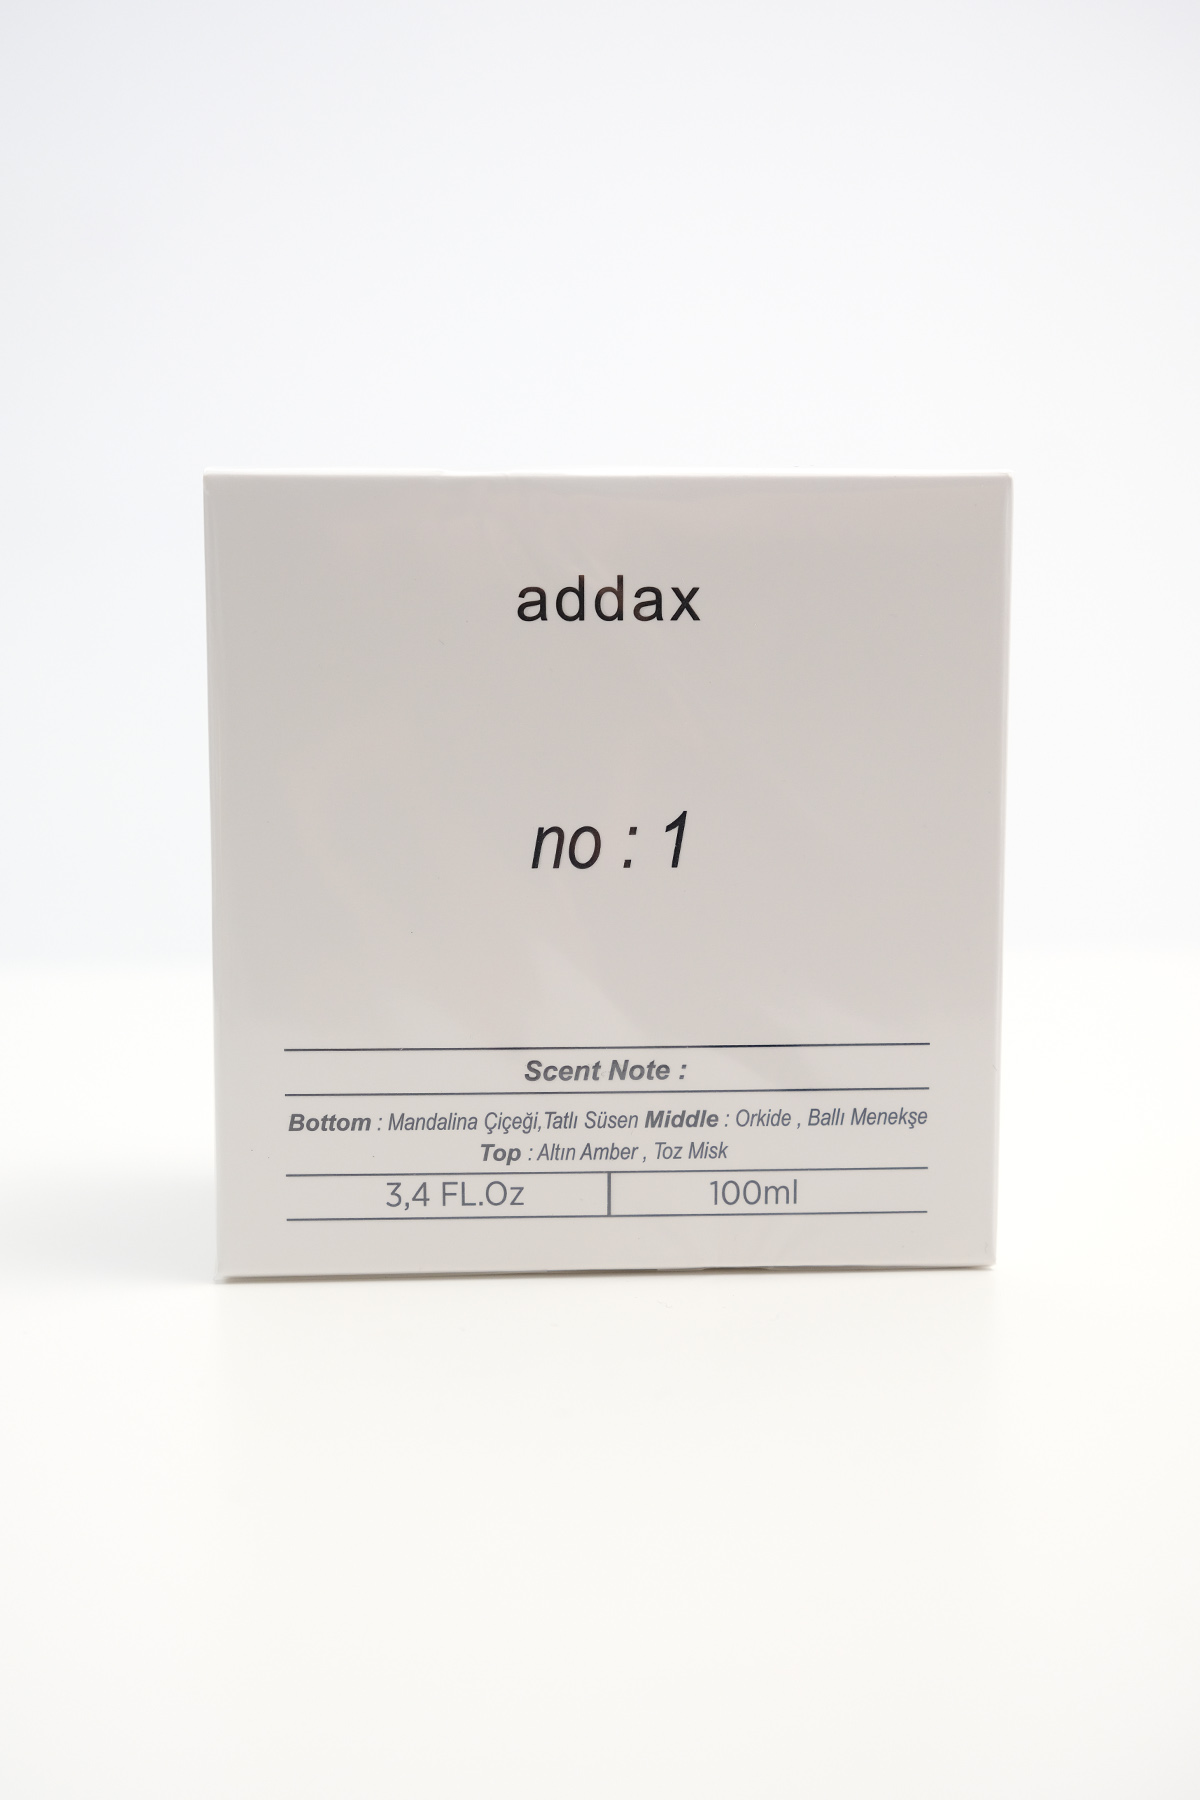 addax
no : 1
Scent Note :
Bottom : Mandalina Çiçeği,Tatlı Süsen Middle : Orkide , Ballı Menekşe
Top : Altın Amber , Toz Misk
3,4 FL.Oz 100ml